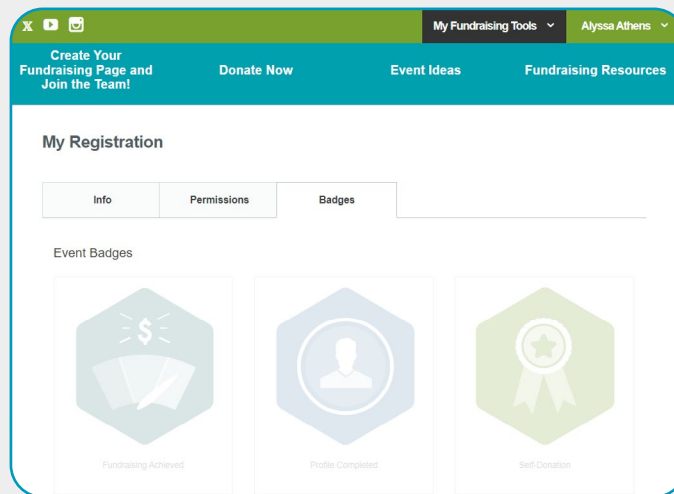 X
My Fundraising Tools
Alyssa Athens
Create Your
Fundraising Page and
Join the Team!
Donate Now
Event Ideas
Fundraising Resources
My Registration
Info
Permissions
Badges
Event Badges
$
Fundraising Achieved
Profile Completed
Self-Donation